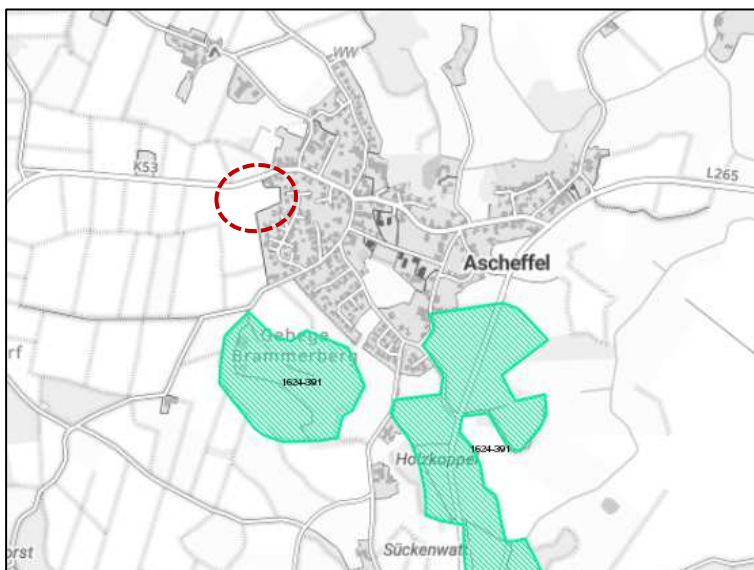 WW
K53
L265
Ascheffel
Gehege
Brammerberg
rf
1624-391
1624-391
Holzkoppel
Sückenwatt
orst